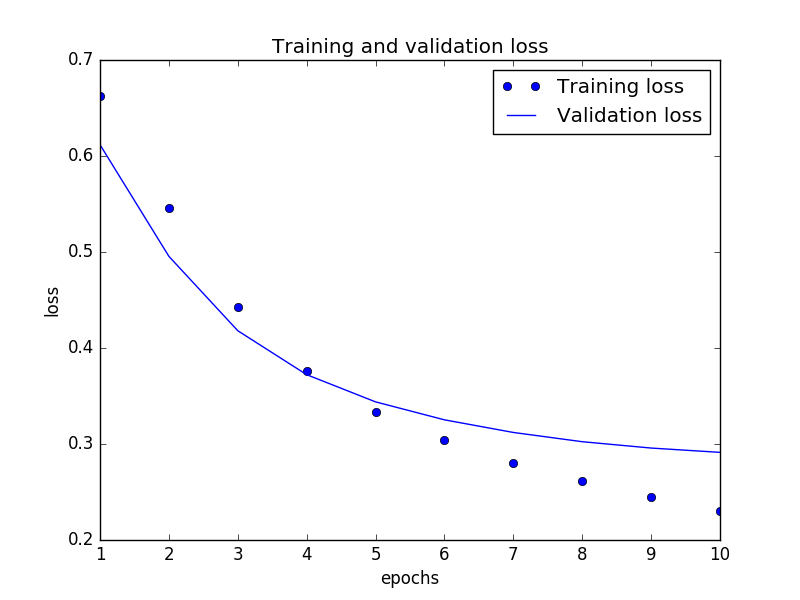 Training and validation loss
Training loss
Validation loss
0.7
0.6
0.5
0.4
0.3
0.2
loss
1 2 3 4 5 6 7 8 9 10
epochs